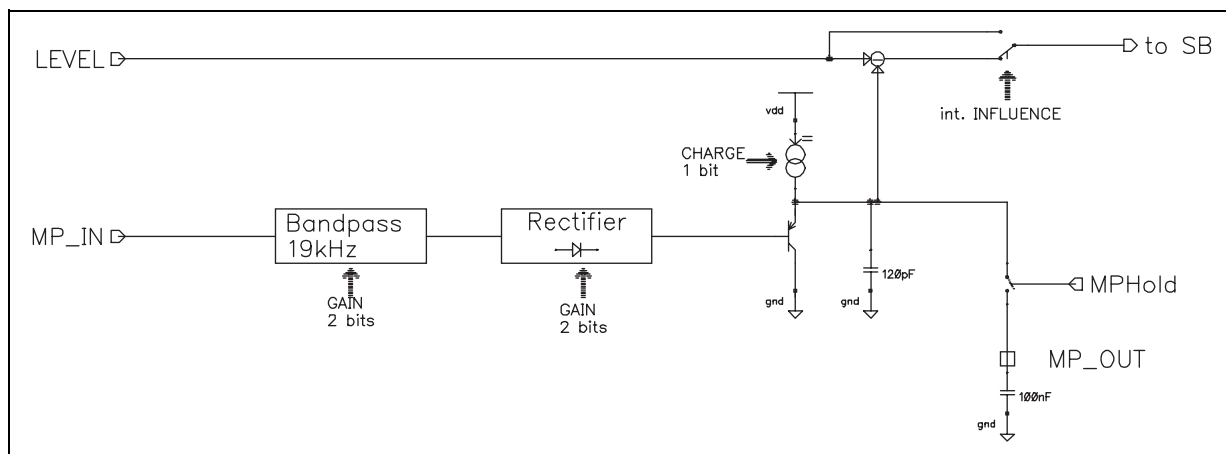 LEVEL
to SB
int. INFLUENCE
vdd
CHARGE
1 bit
MP_IN
Bandpass
19kHz
Rectifier
GAIN
2 bits
GAIN
2 bits
120pF
gnd
gnd
MPHold
MP_OUT
100nF
gnd